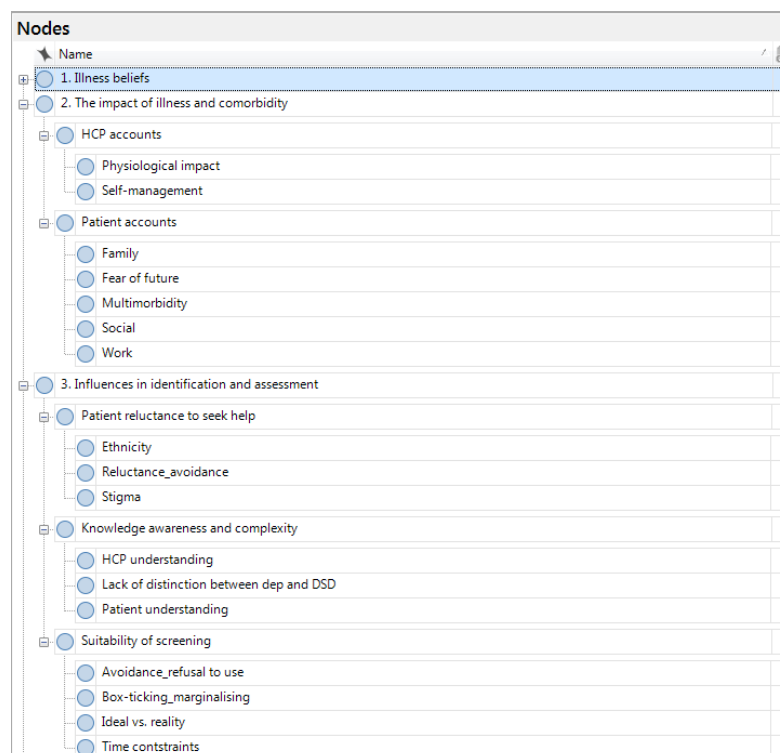 Nodes
Name
1. Illness beliefs
2. The impact of illness and comorbidity
HCP accounts
Physiological impact
Self-management
Patient accounts
Family
Fear of future
Multimorbidity
Social
Work
3. Influences in identification and assessment
Patient reluctance to seek help
Ethnicity
Reluctance_avoidance
Stigma
Knowledge awareness and complexity
HCP understanding
Lack of distinction between dep and DSD
Patient understanding
Suitability of screening
Avoidance_refusal to use
Box-ticking_marginalising
Ideal vs. reality
Time contstraints